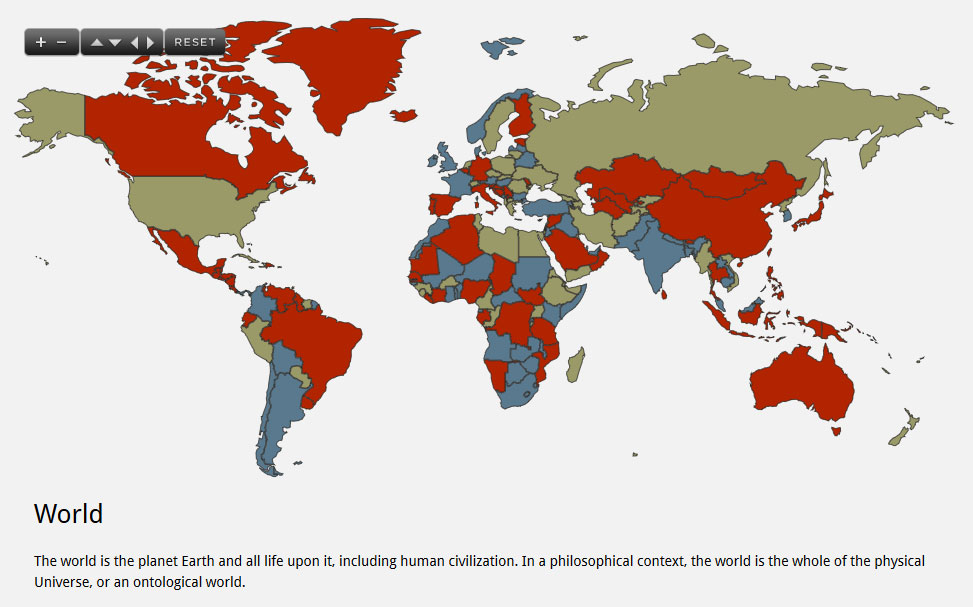 + − RESET
World
The world is the planet Earth and all life upon it, including human civilization. In a philosophical context, the world is the whole of the physical
Universe, or an ontological world.